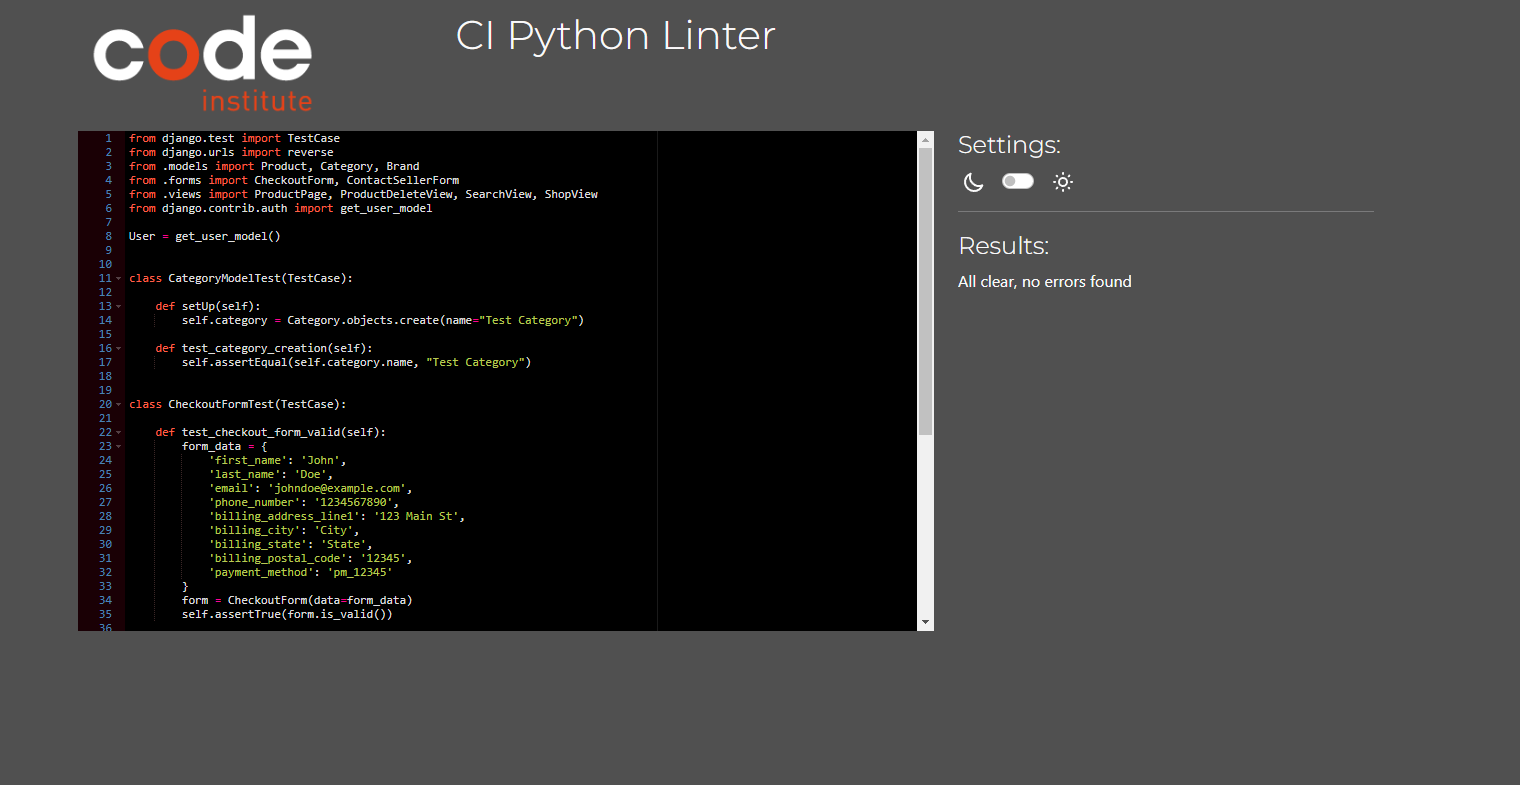 code
institute
CI Python Linter
1 from django.test import TestCase
2 from django.urls import reverse
3 from .models import Product, Category, Brand
4 from .forms import CheckoutForm, ContactSellerForm
5 from .views import ProductPage, ProductDeleteView, SearchView, ShopView
6 from django.contrib.auth import get_user_model
7
8 User = get_user_model()
9
10
11 class CategoryModelTest(TestCase):
12
13     def setUp(self):
14         self.category = Category.objects.create(name="Test Category")
15
16     def test_category_creation(self):
17         self.assertEqual(self.category.name, "Test Category")
18
19
20 class CheckoutFormTest(TestCase):
21
22     def test_checkout_form_valid(self):
23         form_data = {
24             'first_name': 'John',
25             'last_name': 'Doe',
26             'email': 'johndoe@example.com',
27             'phone_number': '1234567890',
28             'billing_address_line1': '123 Main St',
29             'billing_city': 'City',
30             'billing_state': 'State',
31             'billing_postal_code': '12345',
32             'payment_method': 'pm_12345'
33         }
34         form = CheckoutForm(data=form_data)
35         self.assertTrue(form.is_valid())
36
Settings:
Results:
All clear, no errors found